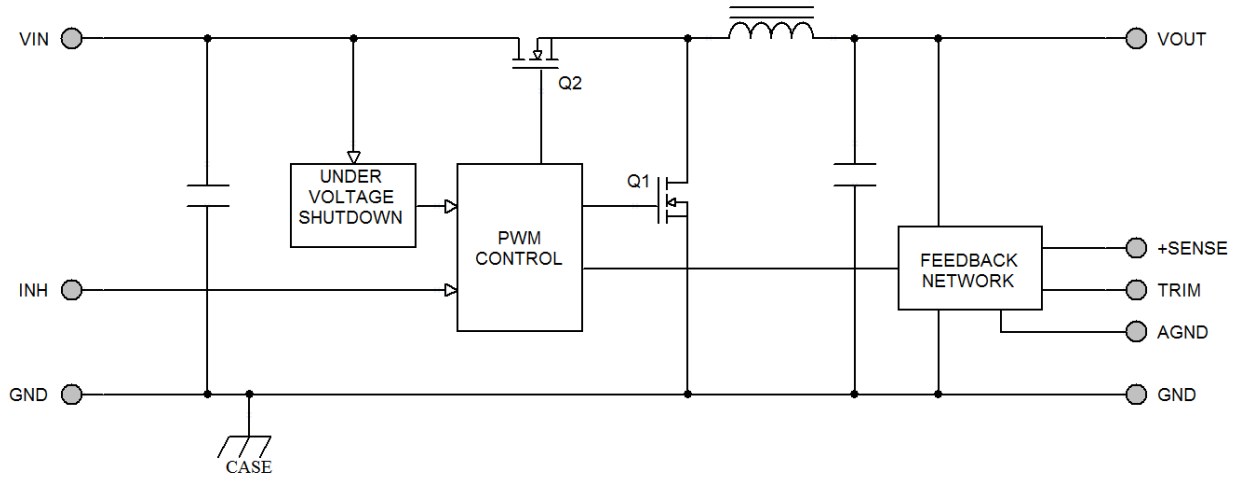 VIN
VOUT
Q2
UNDER
VOLTAGE
SHUTDOWN
Q1
PWM
CONTROL
FEEDBACK
NETWORK
+SENSE
INH
TRIM
AGND
GND
GND
CASE